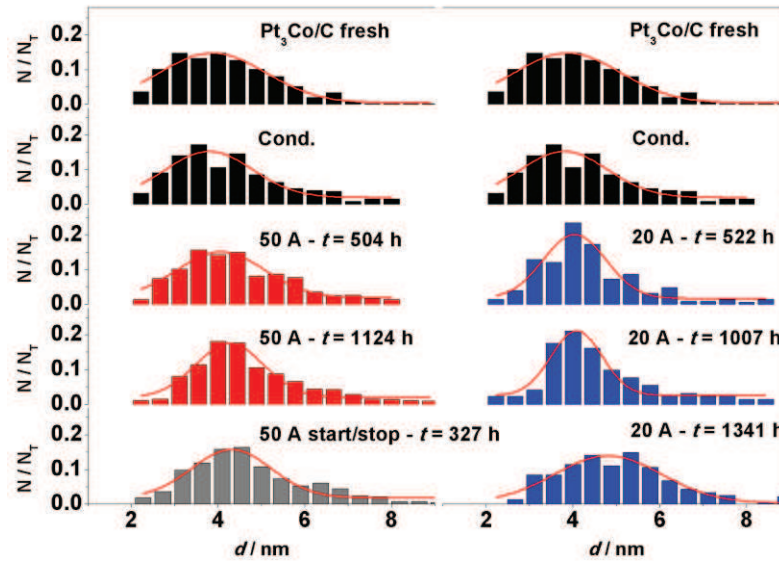 Pt₃Co/C fresh
Pt₃Co/C fresh
N / N_T
0.2
0.1
0.0
Cond.
Cond.
N / N_T
0.2
0.1
0.0
50 A - t = 504 h
20 A - t = 522 h
N / N_T
0.2
0.1
0.0
50 A - t = 1124 h
20 A - t = 1007 h
N / N_T
0.2
0.1
0.0
50 A start/stop - t = 327 h
20 A - t = 1341 h
N / N_T
0.2
0.1
0.0
2 4 6 8 2 4 6 8
d / nm d / nm